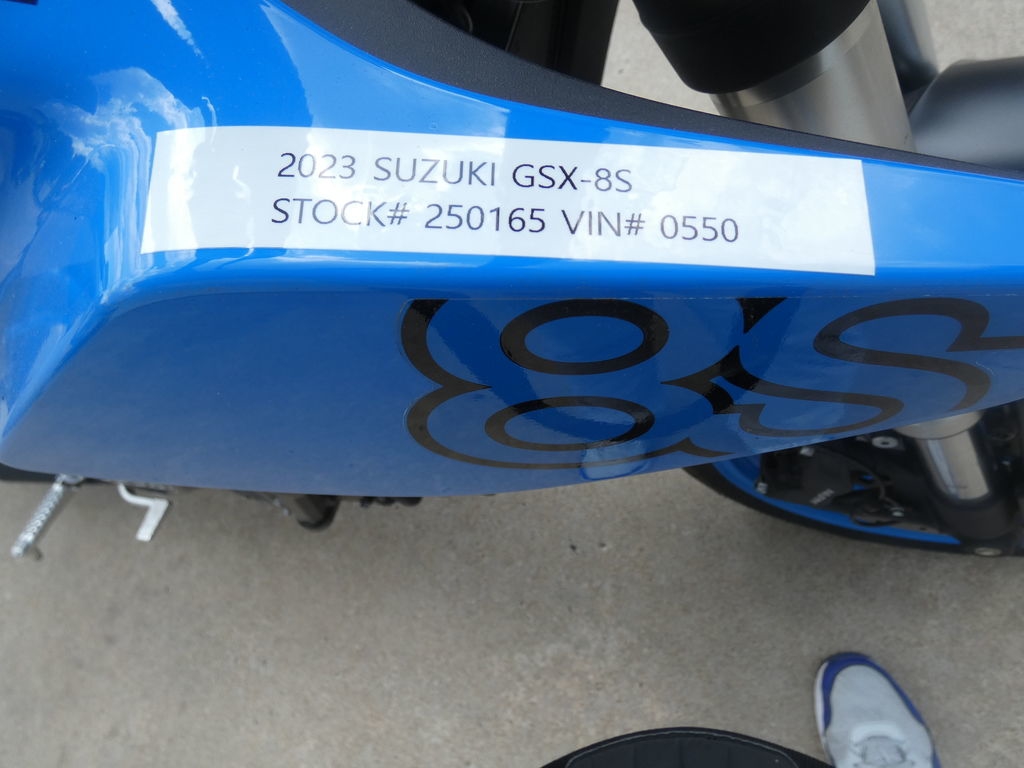 2023 SUZUKI GSX-8S
STOCK# 250165 VIN# 0550
8S